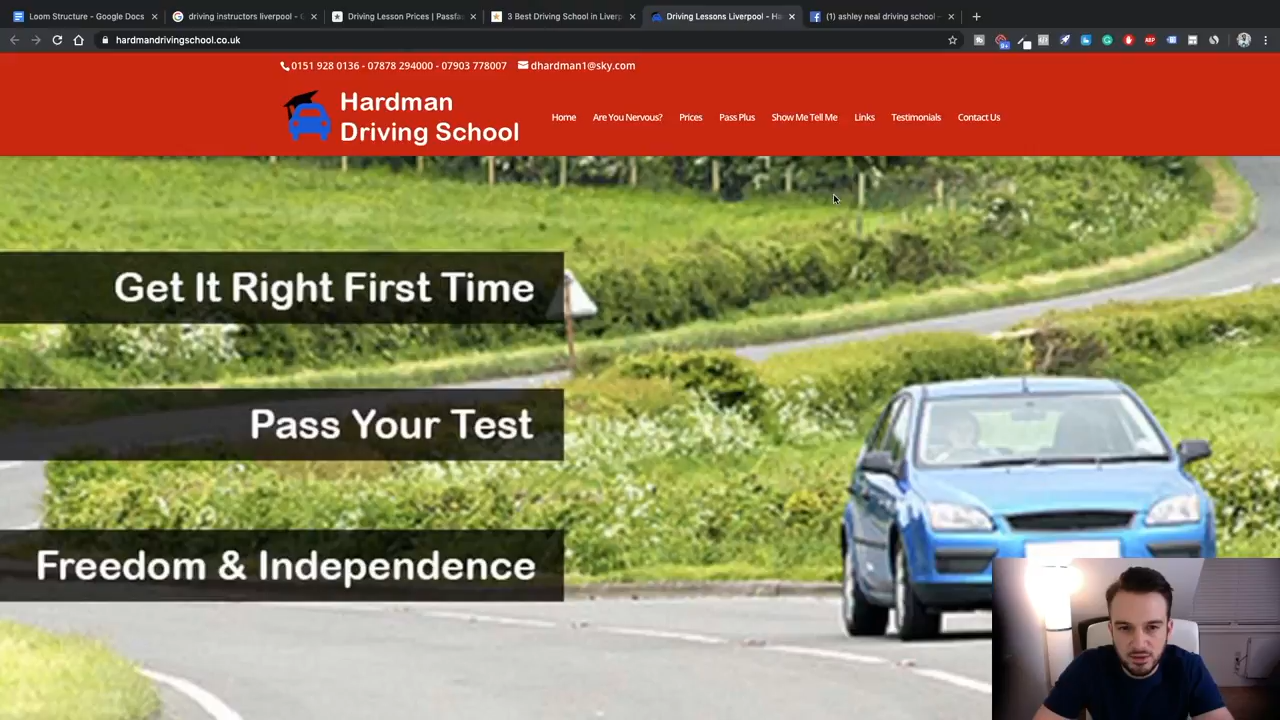 Loom Structure - Google Docs
driving instructors liverpool - G
Driving Lesson Prices | Passfas
3 Best Driving School in Liverp
Driving Lessons Liverpool - Ha
(1) ashley neal driving school -
hardmandrivingschool.co.uk
0151 928 0136 - 07878 294000 - 07903 778007
dhardman1@sky.com
Hardman
Driving School
Home
Are You Nervous?
Prices
Pass Plus
Show Me Tell Me
Links
Testimonials
Contact Us
Get It Right First Time
Pass Your Test
Freedom & Independence